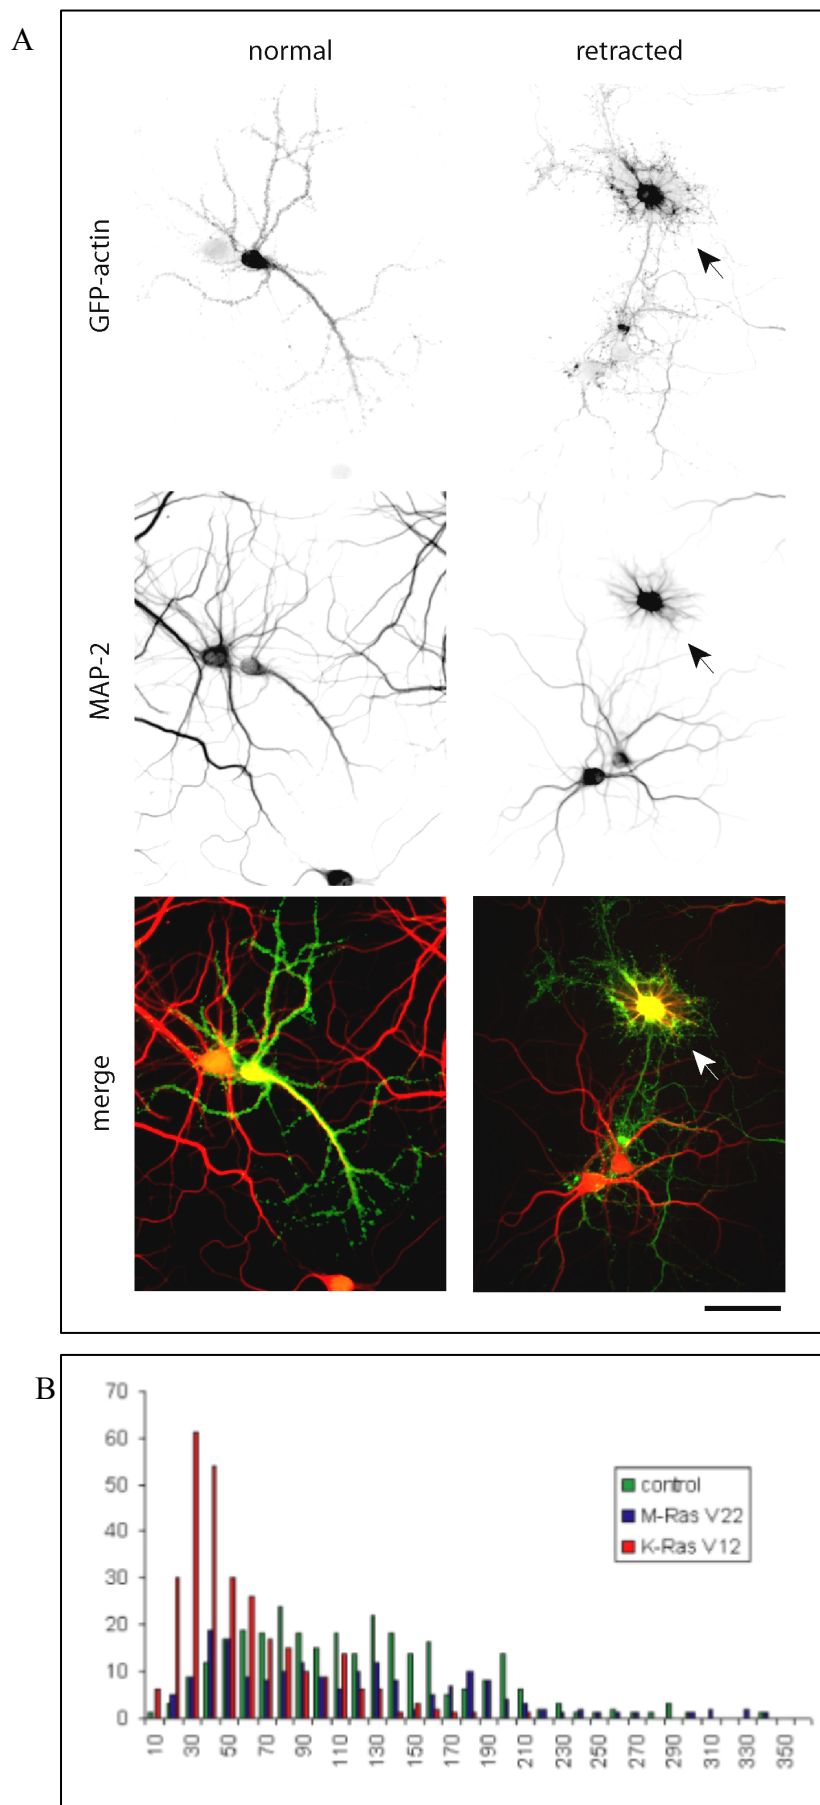 A
normal retracted
GFP-actin
MAP-2
merge
B
70
60
50
40
30
20
10
0
control
M-Ras V22
K-Ras V12
10 30 50 70 90 110 130 150 170 190 210 230 250 270 290 310 330 350